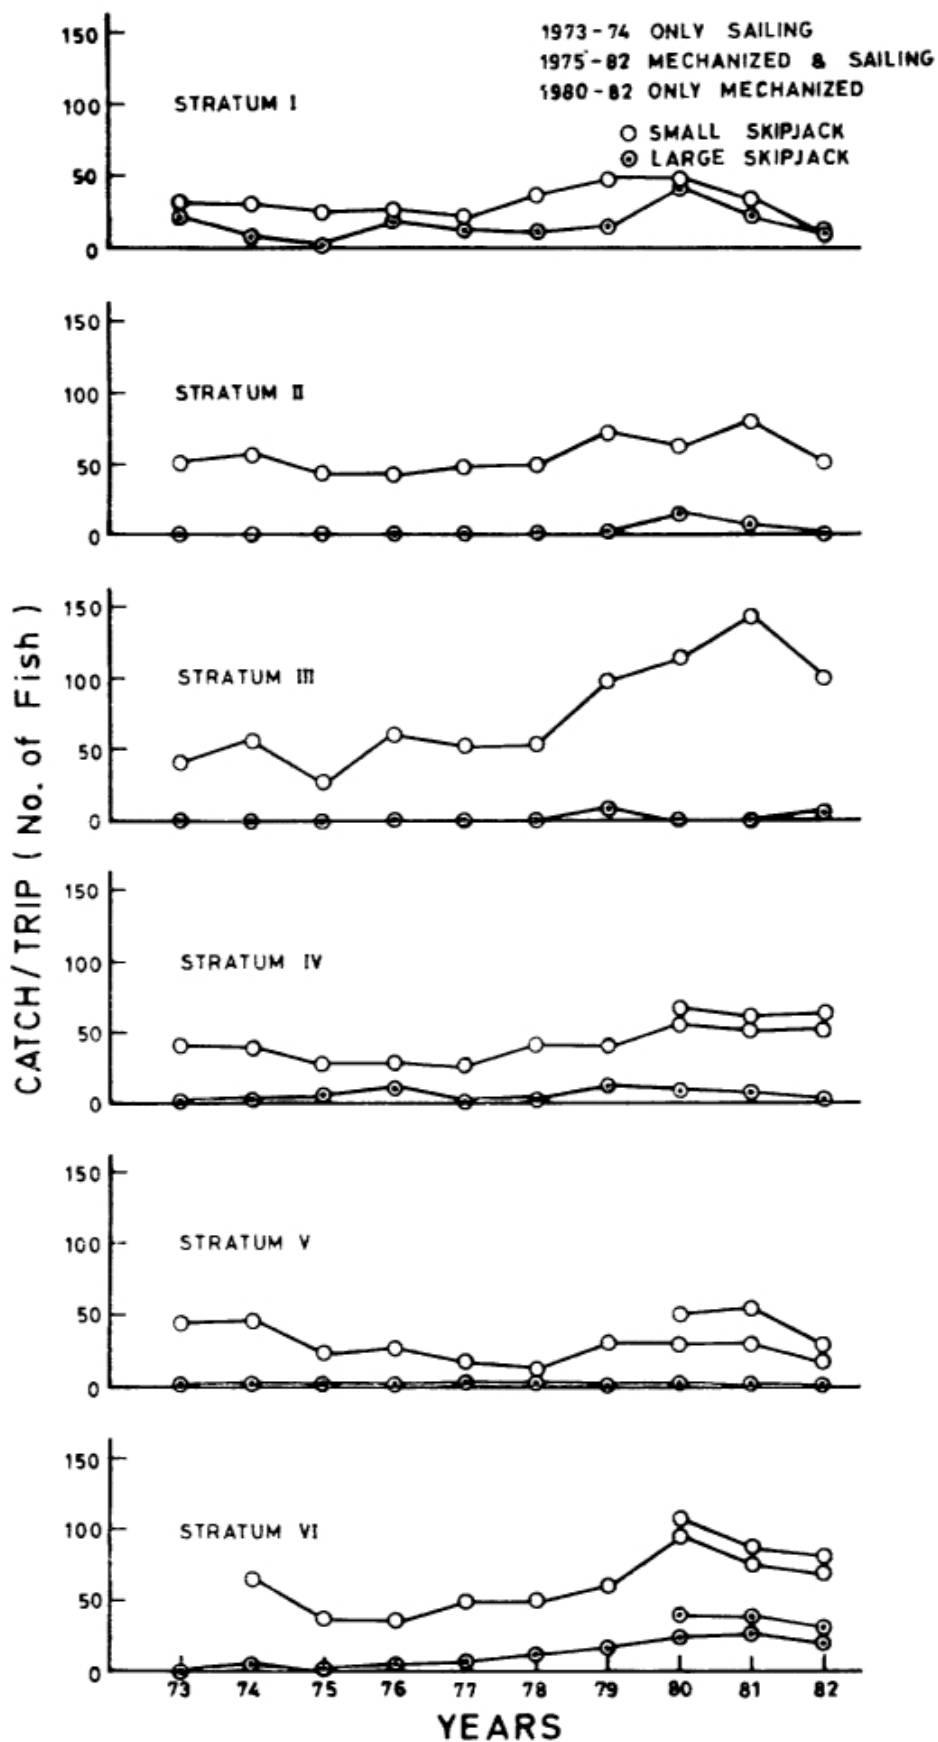 1973-74 ONLY SAILING
1975-82 MECHANIZED & SAILING
1980-82 ONLY MECHANIZED
SMALL SKIPJACK
LARGE SKIPJACK
CATCH/TRIP (No. of Fish)
STRATUM I
150
100
50
0
STRATUM II
150
100
50
0
STRATUM III
150
100
50
0
STRATUM IV
150
100
50
0
STRATUM V
150
100
50
0
STRATUM VI
150
100
50
0
73 74 75 76 77 78 79 80 81 82
YEARS